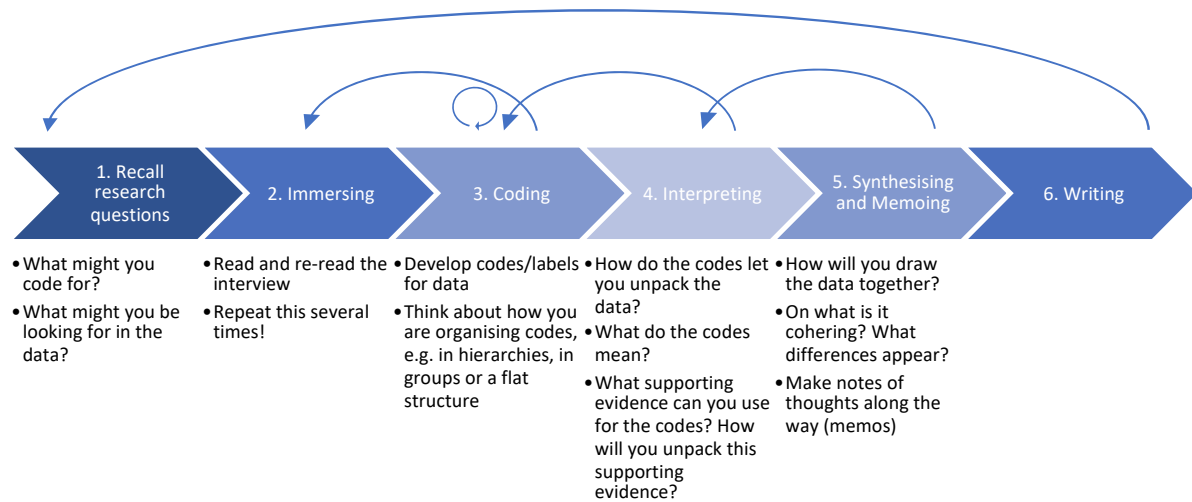 1. Recall
research
questions
2. Immersing
3. Coding
4. Interpreting
5. Synthesising
and Memoing
6. Writing
•What might you
code for?
•What might you be
looking for in the
data?
•Read and re-read the
interview
•Repeat this several
times!
•Develop codes/labels
for data
•Think about how you
are organising codes,
e.g. in hierarchies, in
groups or a flat
structure
•How do the codes let
you unpack the
data?
•What do the codes
mean?
•What supporting
evidence can you use
for the codes? How
will you unpack this
supporting
evidence?
•How will you draw
the data together?
•On what is it
cohering? What
differences appear?
•Make notes of
thoughts along the
way (memos)